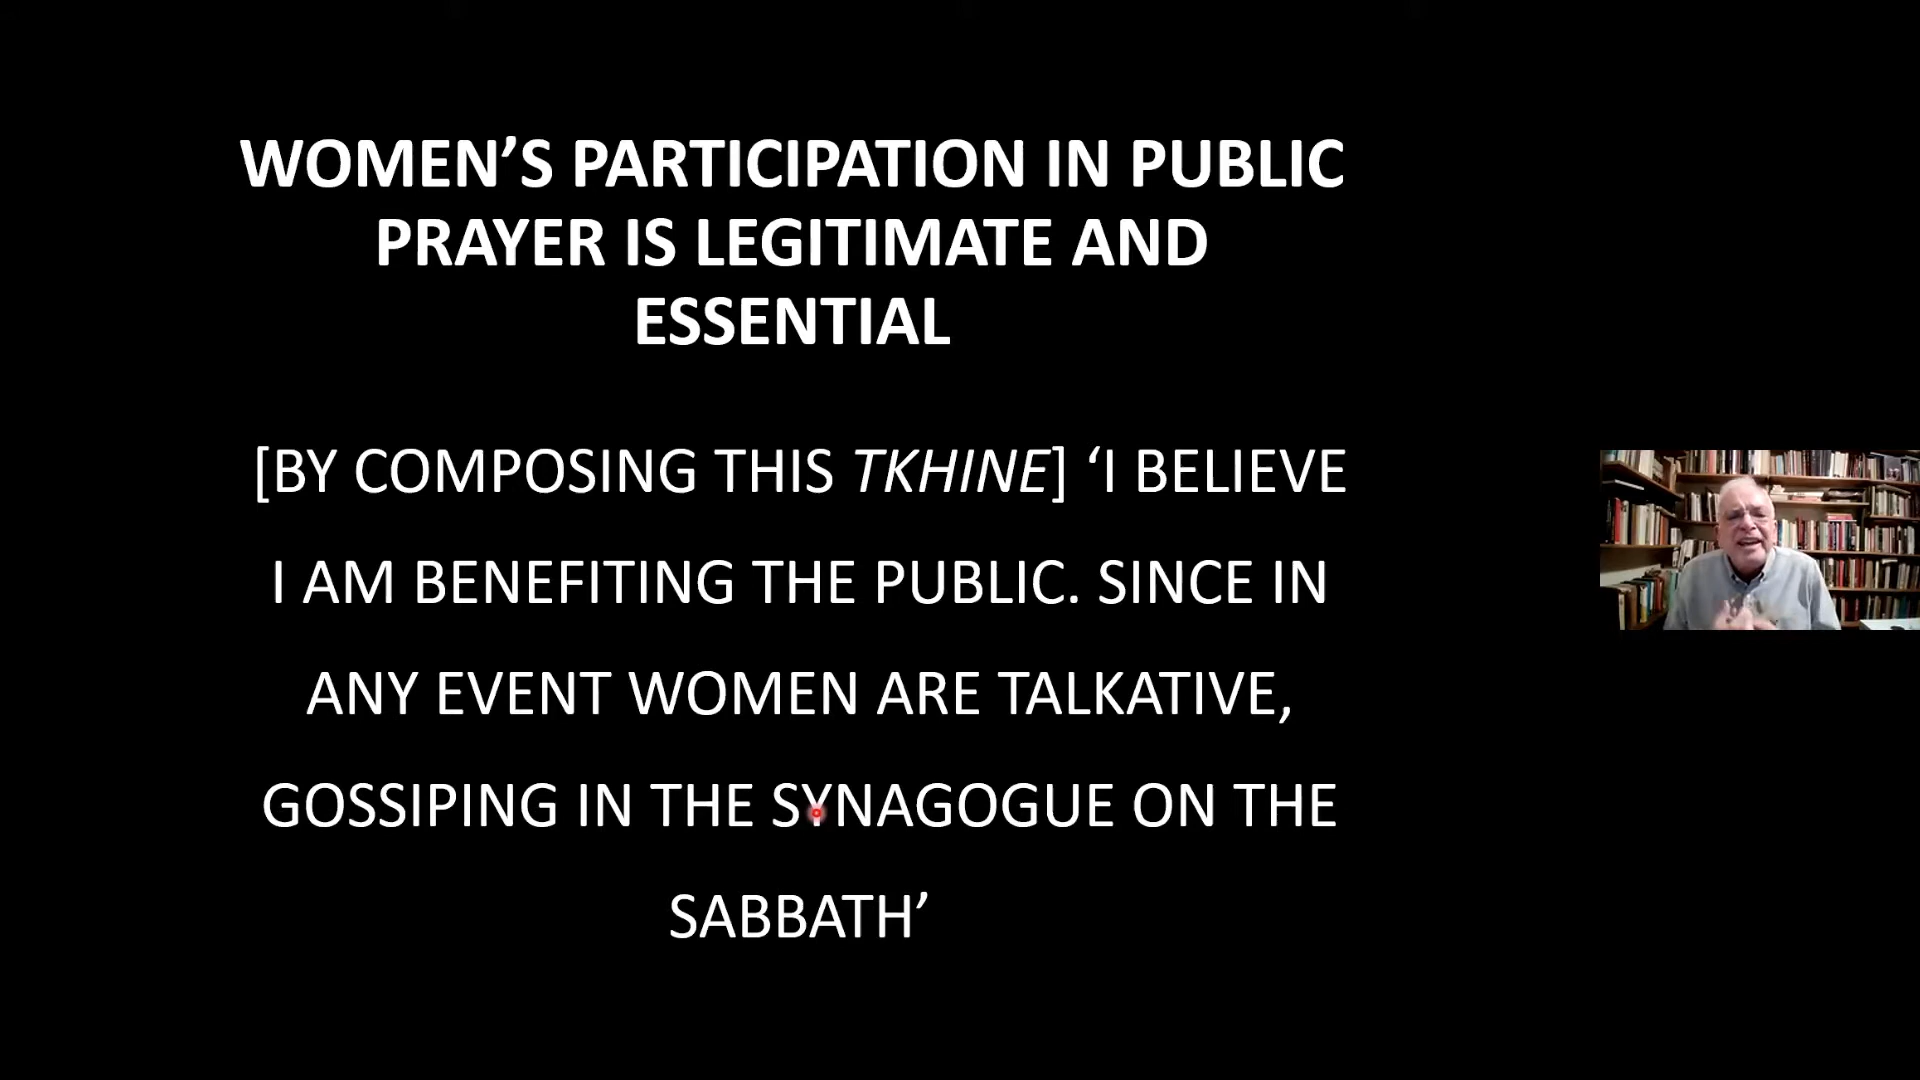 WOMEN’S PARTICIPATION IN PUBLIC
PRAYER IS LEGITIMATE AND
ESSENTIAL
[BY COMPOSING THIS TKHINE] ‘I BELIEVE
I AM BENEFITING THE PUBLIC. SINCE IN
ANY EVENT WOMEN ARE TALKATIVE,
GOSSIPING IN THE SYNAGOGUE ON THE
SABBATH’